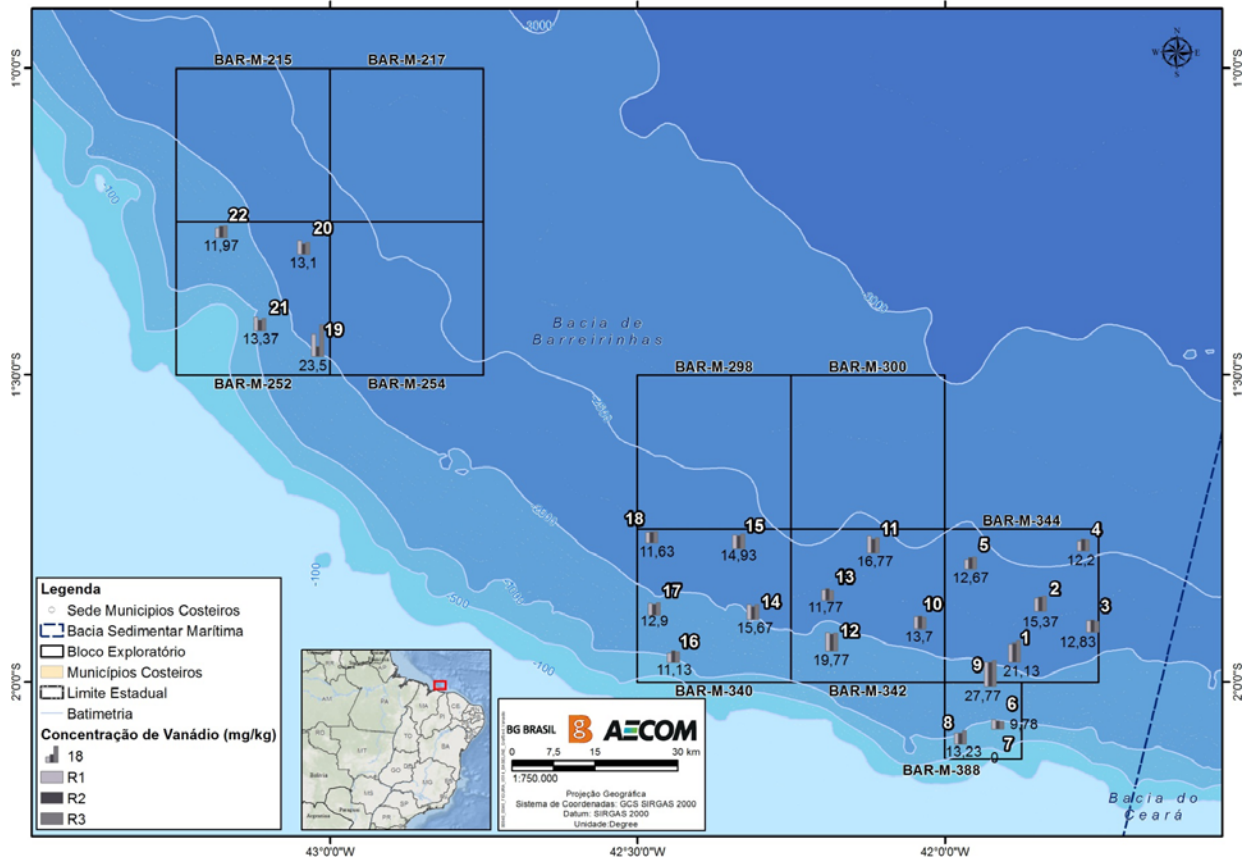 3000
1°0'0"S
1°0'0"S
BAR-M-215
BAR-M-217
N
W
E
S
-100
22
11,97
20
13,1
21
13,37
19
23,5
BAR-M-252
BAR-M-254
Bacia de
Barreirinhas
3000
1°30'0"S
1°30'0"S
BAR-M-298
BAR-M-300
BAR-M-344
18
11,63
15
14,93
11
16,77
5
12,67
4
12,2
17
12,9
14
15,67
13
11,77
10
13,7
2
15,37
3
12,83
16
11,13
12
19,77
1
21,13
9
27,77
2°0'0"S
2°0'0"S
BAR-M-340
BAR-M-342
-100
-500
-100
6
9,78
8
13,23
7
0
BAR-M-388
Bacia do
Ceará
Legenda
Sede Municipios Costeiros
Bacia Sedimentar Marítima
Bloco Exploratório
Municípios Costeiros
Limite Estadual
Batimetria
Concentração de Vanádio (mg/kg)
18
R1
R2
R3
BG BRASIL
AECOM
0 7,5 15 30 km
1:750.000
Projeção Geográfica
Sistema de Coordenadas: GCS SIRGAS 2000
Datum: SIRGAS 2000
Unidade:Degree
43°0'0"W
42°30'0"W
42°0'0"W